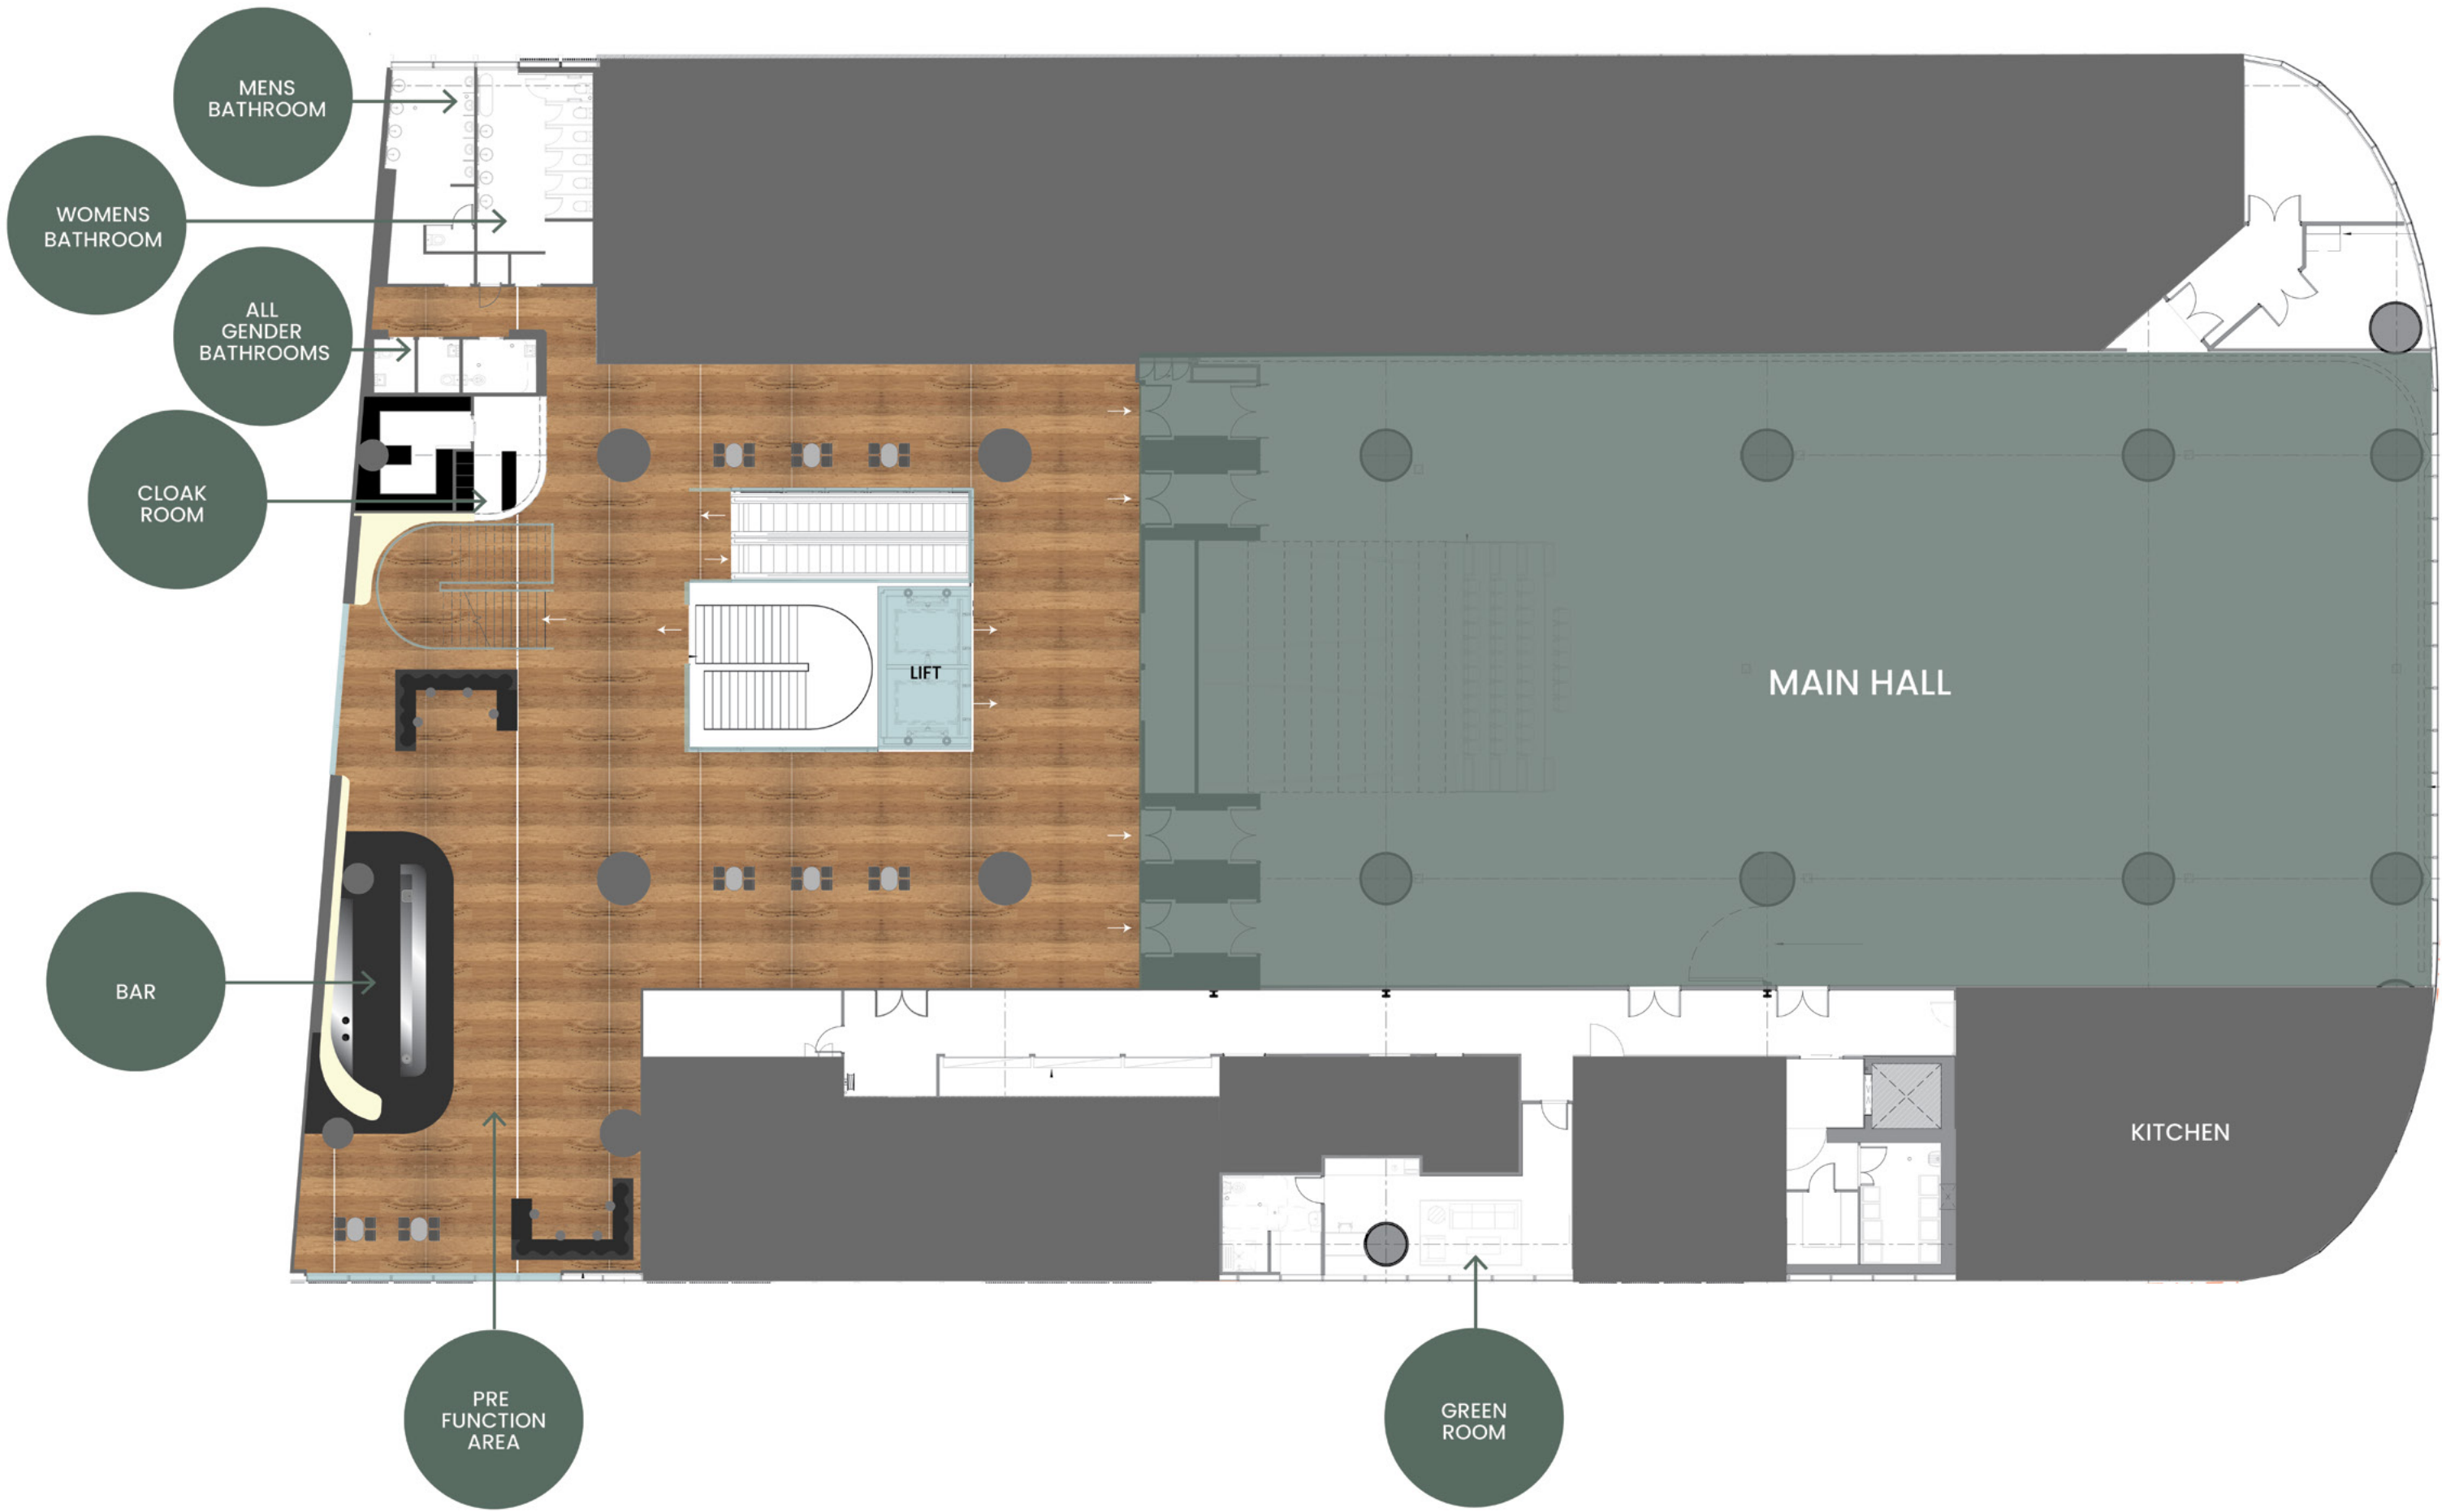 MENS
BATHROOM
WOMENS
BATHROOM
ALL
GENDER
BATHROOMS
CLOAK
ROOM
LIFT
MAIN HALL
BAR
KITCHEN
PRE
FUNCTION
AREA
GREEN
ROOM